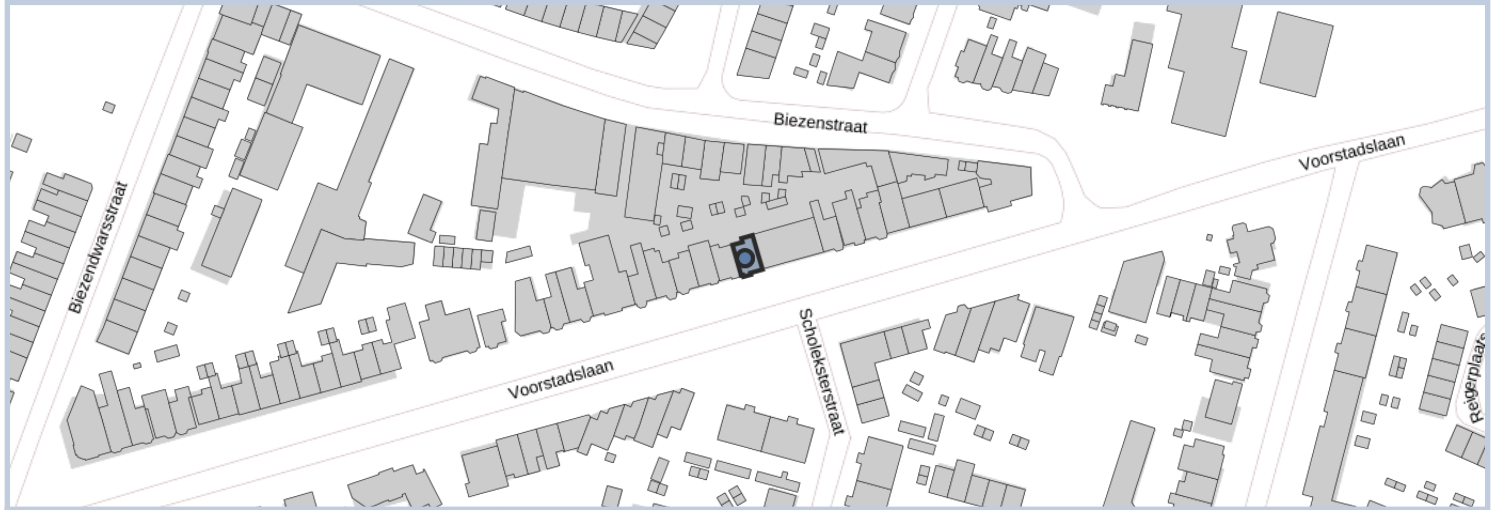 Biezenstraat
Voorstadslaan
Biezendwarsstraat
Scholeksterstraat
Voorstadslaan
Reigerplaats